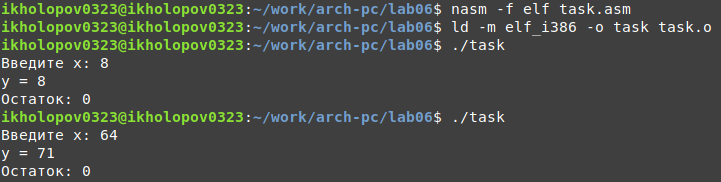 ikholopov0323@ikholopov0323:~/work/arch-pc/lab06$ nasm -f elf task.asm
ikholopov0323@ikholopov0323:~/work/arch-pc/lab06$ ld -m elf_i386 -o task task.o
ikholopov0323@ikholopov0323:~/work/arch-pc/lab06$ ./task
Введите x: 8
y = 8
Остаток: 0
ikholopov0323@ikholopov0323:~/work/arch-pc/lab06$ ./task
Введите x: 64
y = 71
Остаток: 0